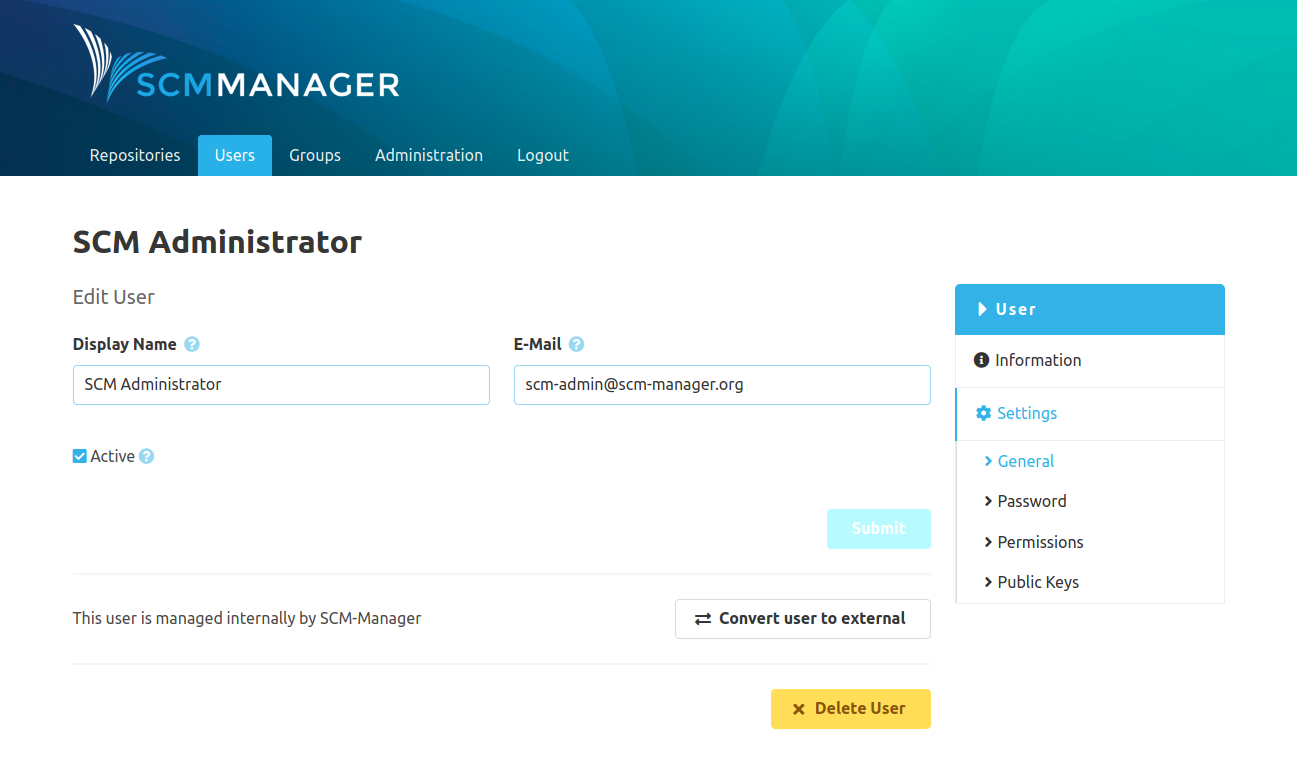 SCMMANAGER
Repositories Users Groups Administration Logout
SCM Administrator
Edit User
Display Name ?
E-Mail ?
SCM Administrator
scm-admin@scm-manager.org
Active ?
Submit
This user is managed internally by SCM-Manager
Convert user to external
Delete User
User
Information
Settings
General
Password
Permissions
Public Keys